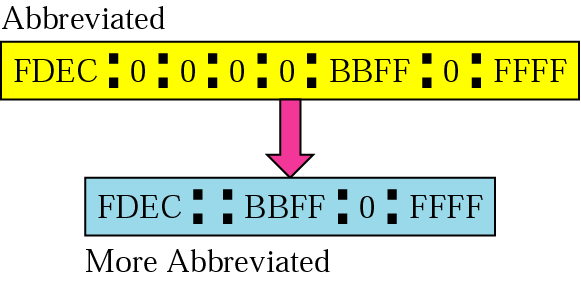 Abbreviated
FDEC : 0 : 0 : 0 : 0 : BBFF : 0 : FFFF
FDEC : : BBFF : 0 : FFFF
More Abbreviated